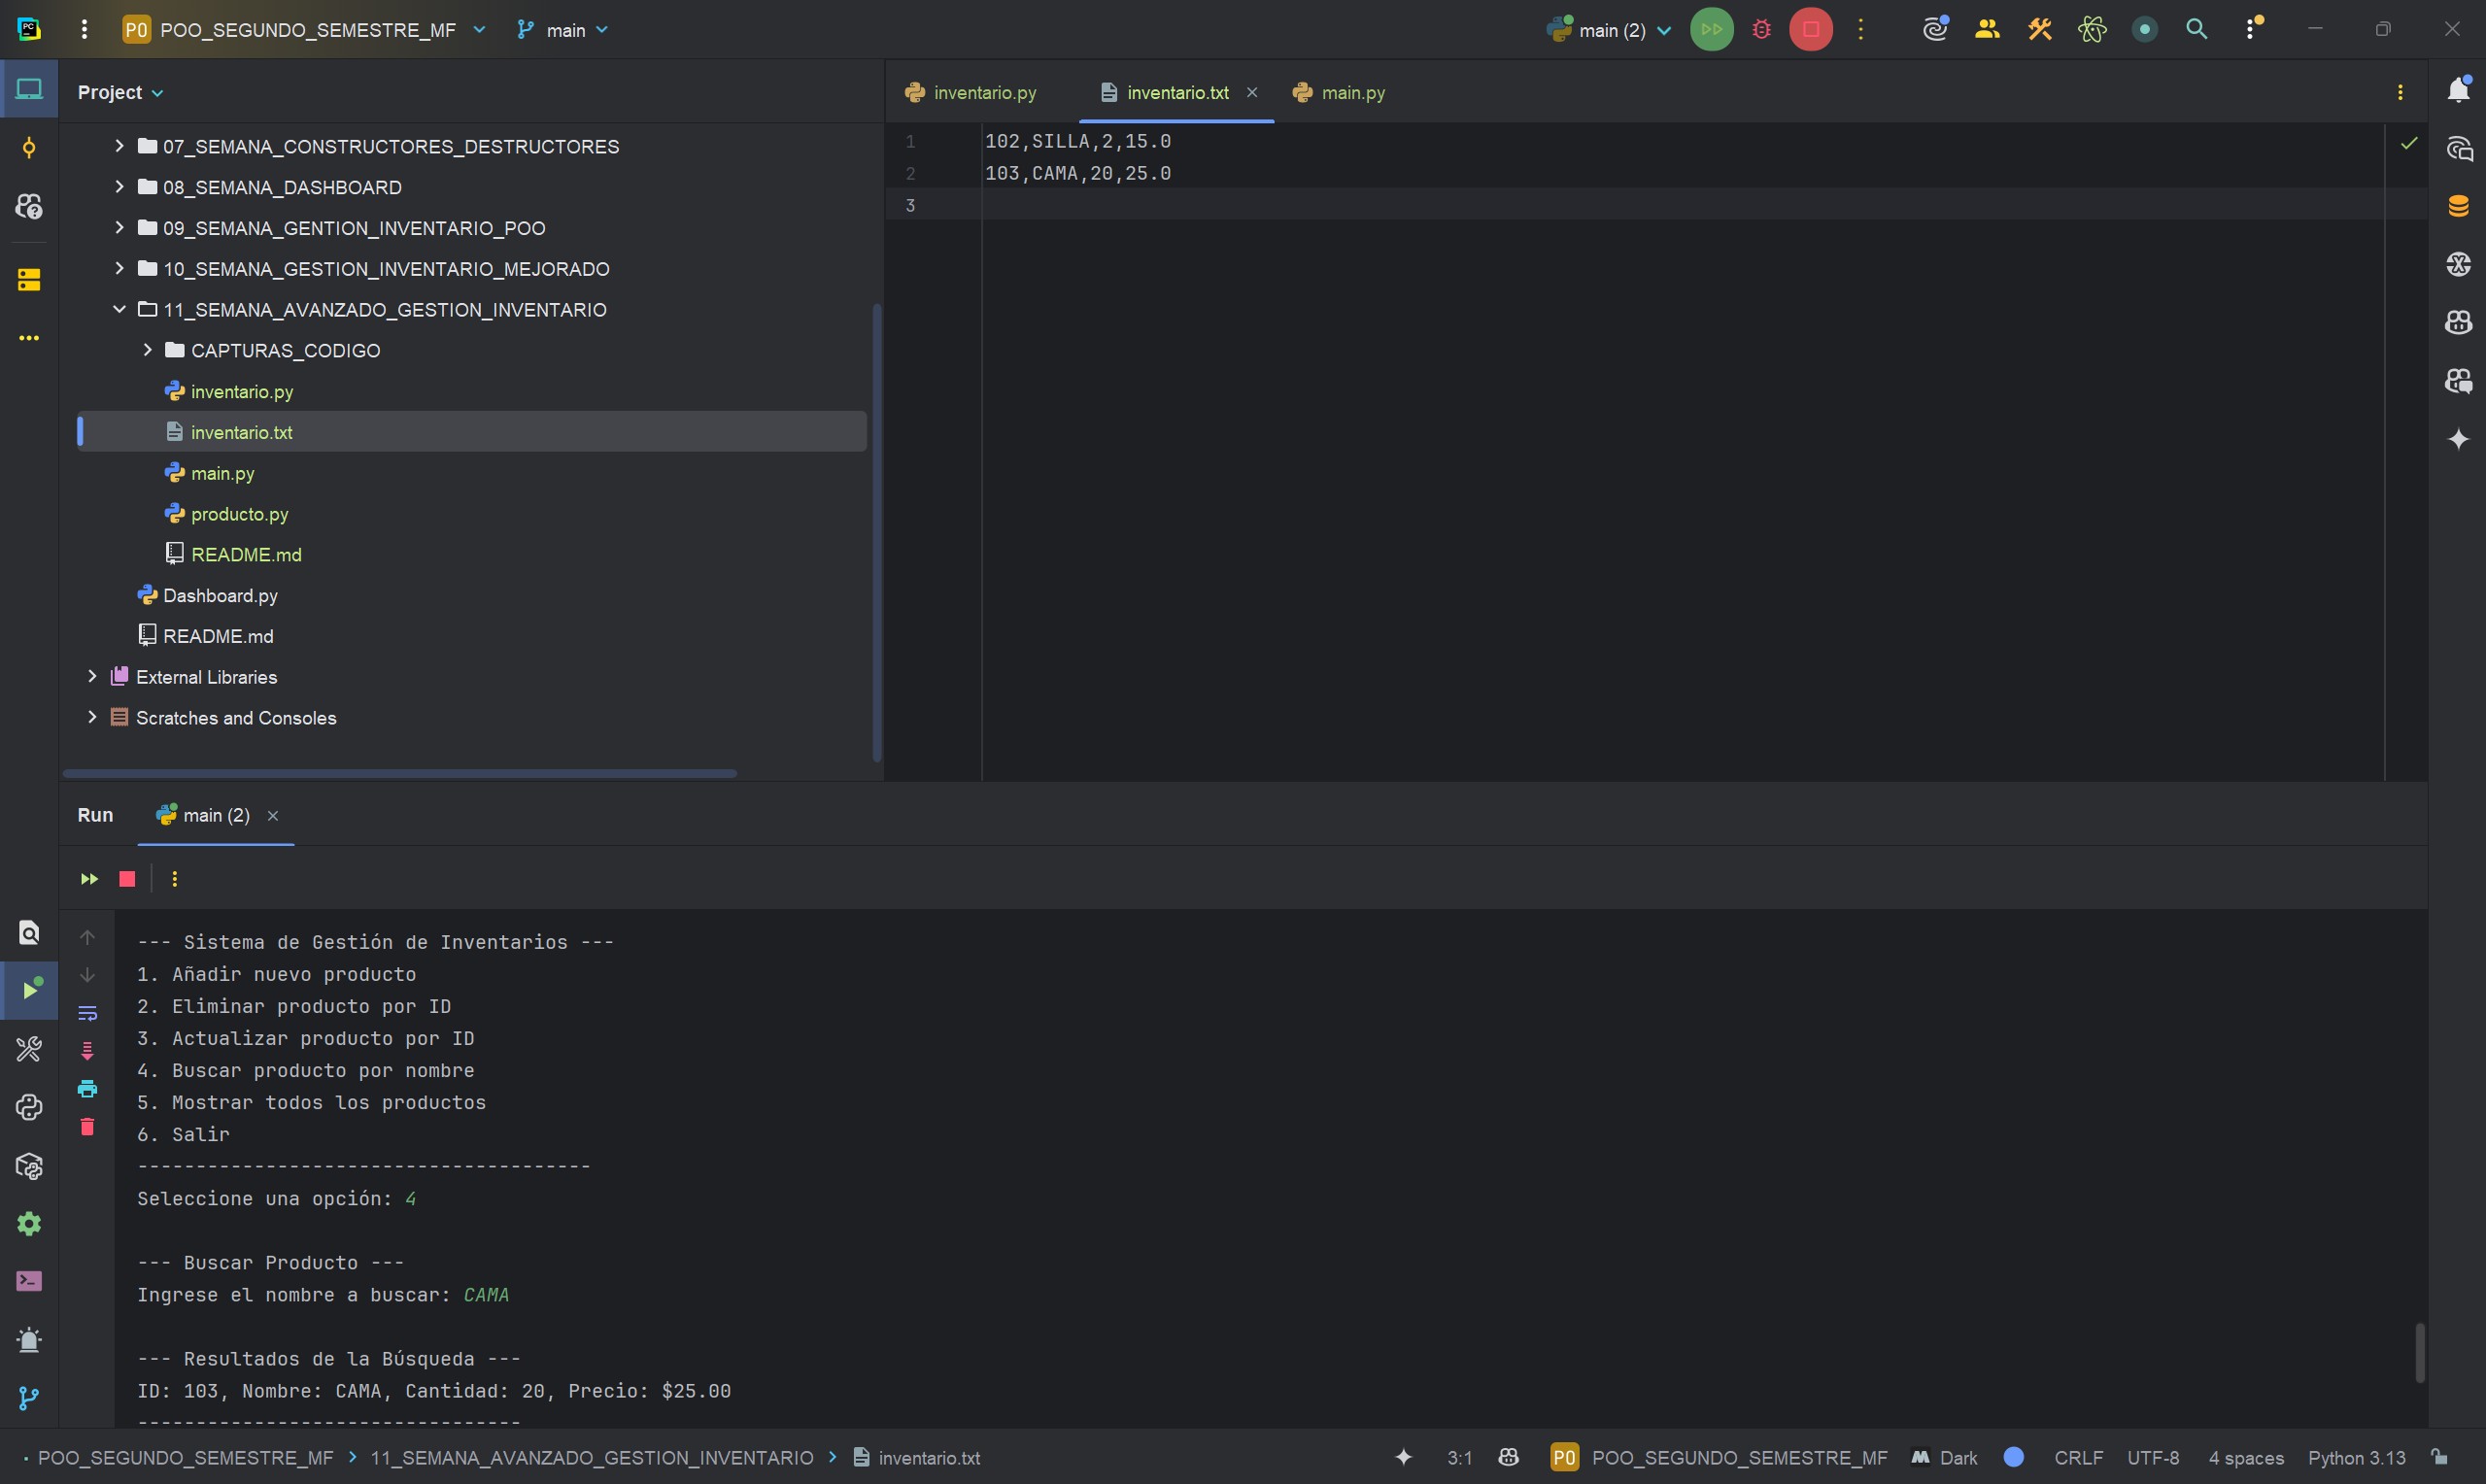 PC
PO POO_SEGUNDO_SEMESTRE_MF main main (2)
Project
07_SEMANA_CONSTRUCTORES_DESTRUCTORES
08_SEMANA_DASHBOARD
09_SEMANA_GENTION_INVENTARIO_POO
10_SEMANA_GESTION_INVENTARIO_MEJORADO
11_SEMANA_AVANZADO_GESTION_INVENTARIO
CAPTURAS_CODIGO
inventario.py
inventario.txt
main.py
producto.py
README.md
Dashboard.py
README.md
External Libraries
Scratches and Consoles
inventario.py inventario.txt main.py
1 102,SILLA,2,15.0
2 103,CAMA,20,25.0
3
Run main (2)
--- Sistema de Gestión de Inventarios ---
1. Añadir nuevo producto
2. Eliminar producto por ID
3. Actualizar producto por ID
4. Buscar producto por nombre
5. Mostrar todos los productos
6. Salir
---------------------------------------
Seleccione una opción: 4
--- Buscar Producto ---
Ingrese el nombre a buscar: CAMA
--- Resultados de la Búsqueda ---
ID: 103, Nombre: CAMA, Cantidad: 20, Precio: $25.00
---------------------------------
POO_SEGUNDO_SEMESTRE_MF > 11_SEMANA_AVANZADO_GESTION_INVENTARIO > inventario.txt 3:1 PO POO_SEGUNDO_SEMESTRE_MF Dark CRLF UTF-8 4 spaces Python 3.13